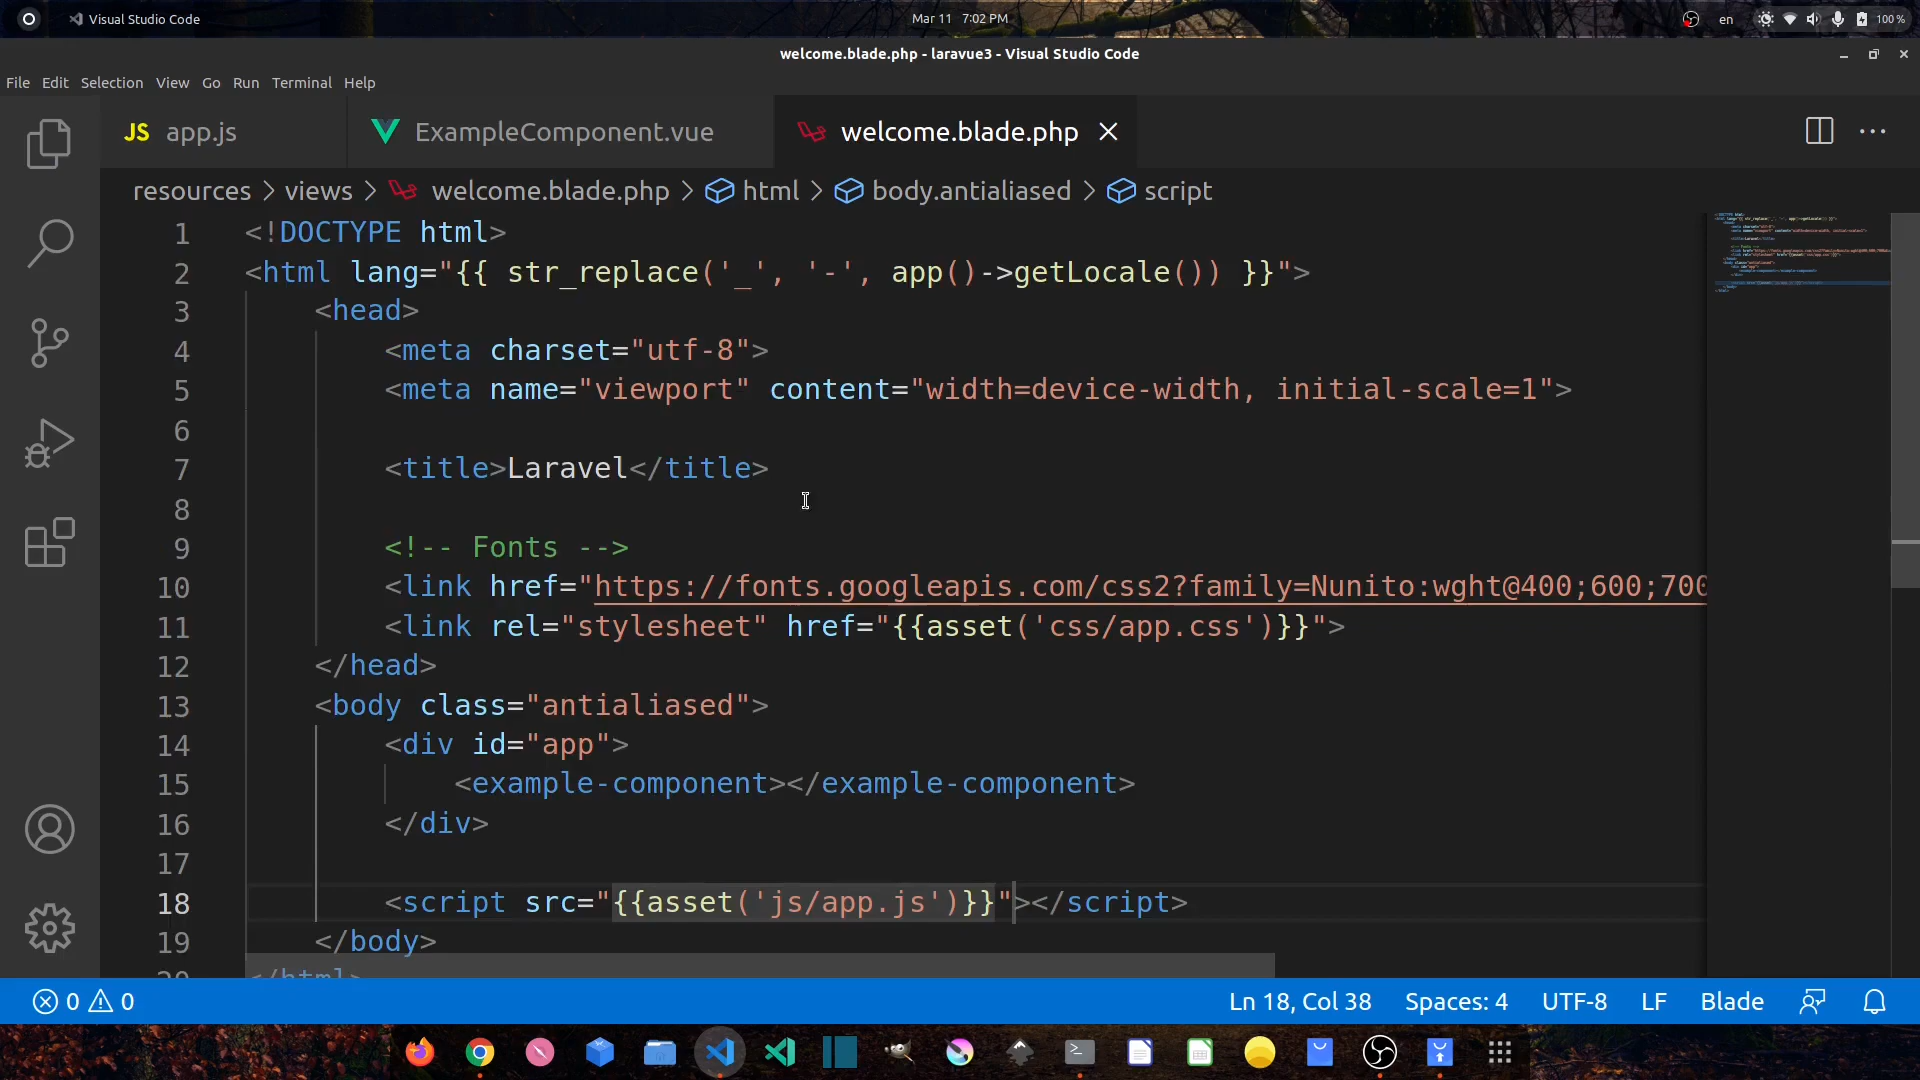 Visual Studio Code
Mar 11 7:02 PM
en
100 %
welcome.blade.php - laravue3 - Visual Studio Code
File Edit Selection View Go Run Terminal Help
JS app.js
ExampleComponent.vue
welcome.blade.php
resources > views > welcome.blade.php > html > body.antialiased > script
1 <!DOCTYPE html>
2 <html lang="{{ str_replace('_', '-', app()->getLocale()) }}">
3 <head>
4 <meta charset="utf-8">
5 <meta name="viewport" content="width=device-width, initial-scale=1">
6
7 <title>Laravel</title>
8
9 <!-- Fonts -->
10 <link href="https://fonts.googleapis.com/css2?family=Nunito:wght@400;600;700
11 <link rel="stylesheet" href="{{asset('css/app.css')}}">
12 </head>
13 <body class="antialiased">
14 <div id="app">
15 <example-component></example-component>
16 </div>
17
18 <script src="{{asset('js/app.js')}}"></script>
19 </body>
20 </html>
0 0
Ln 18, Col 38
Spaces: 4
UTF-8
LF
Blade